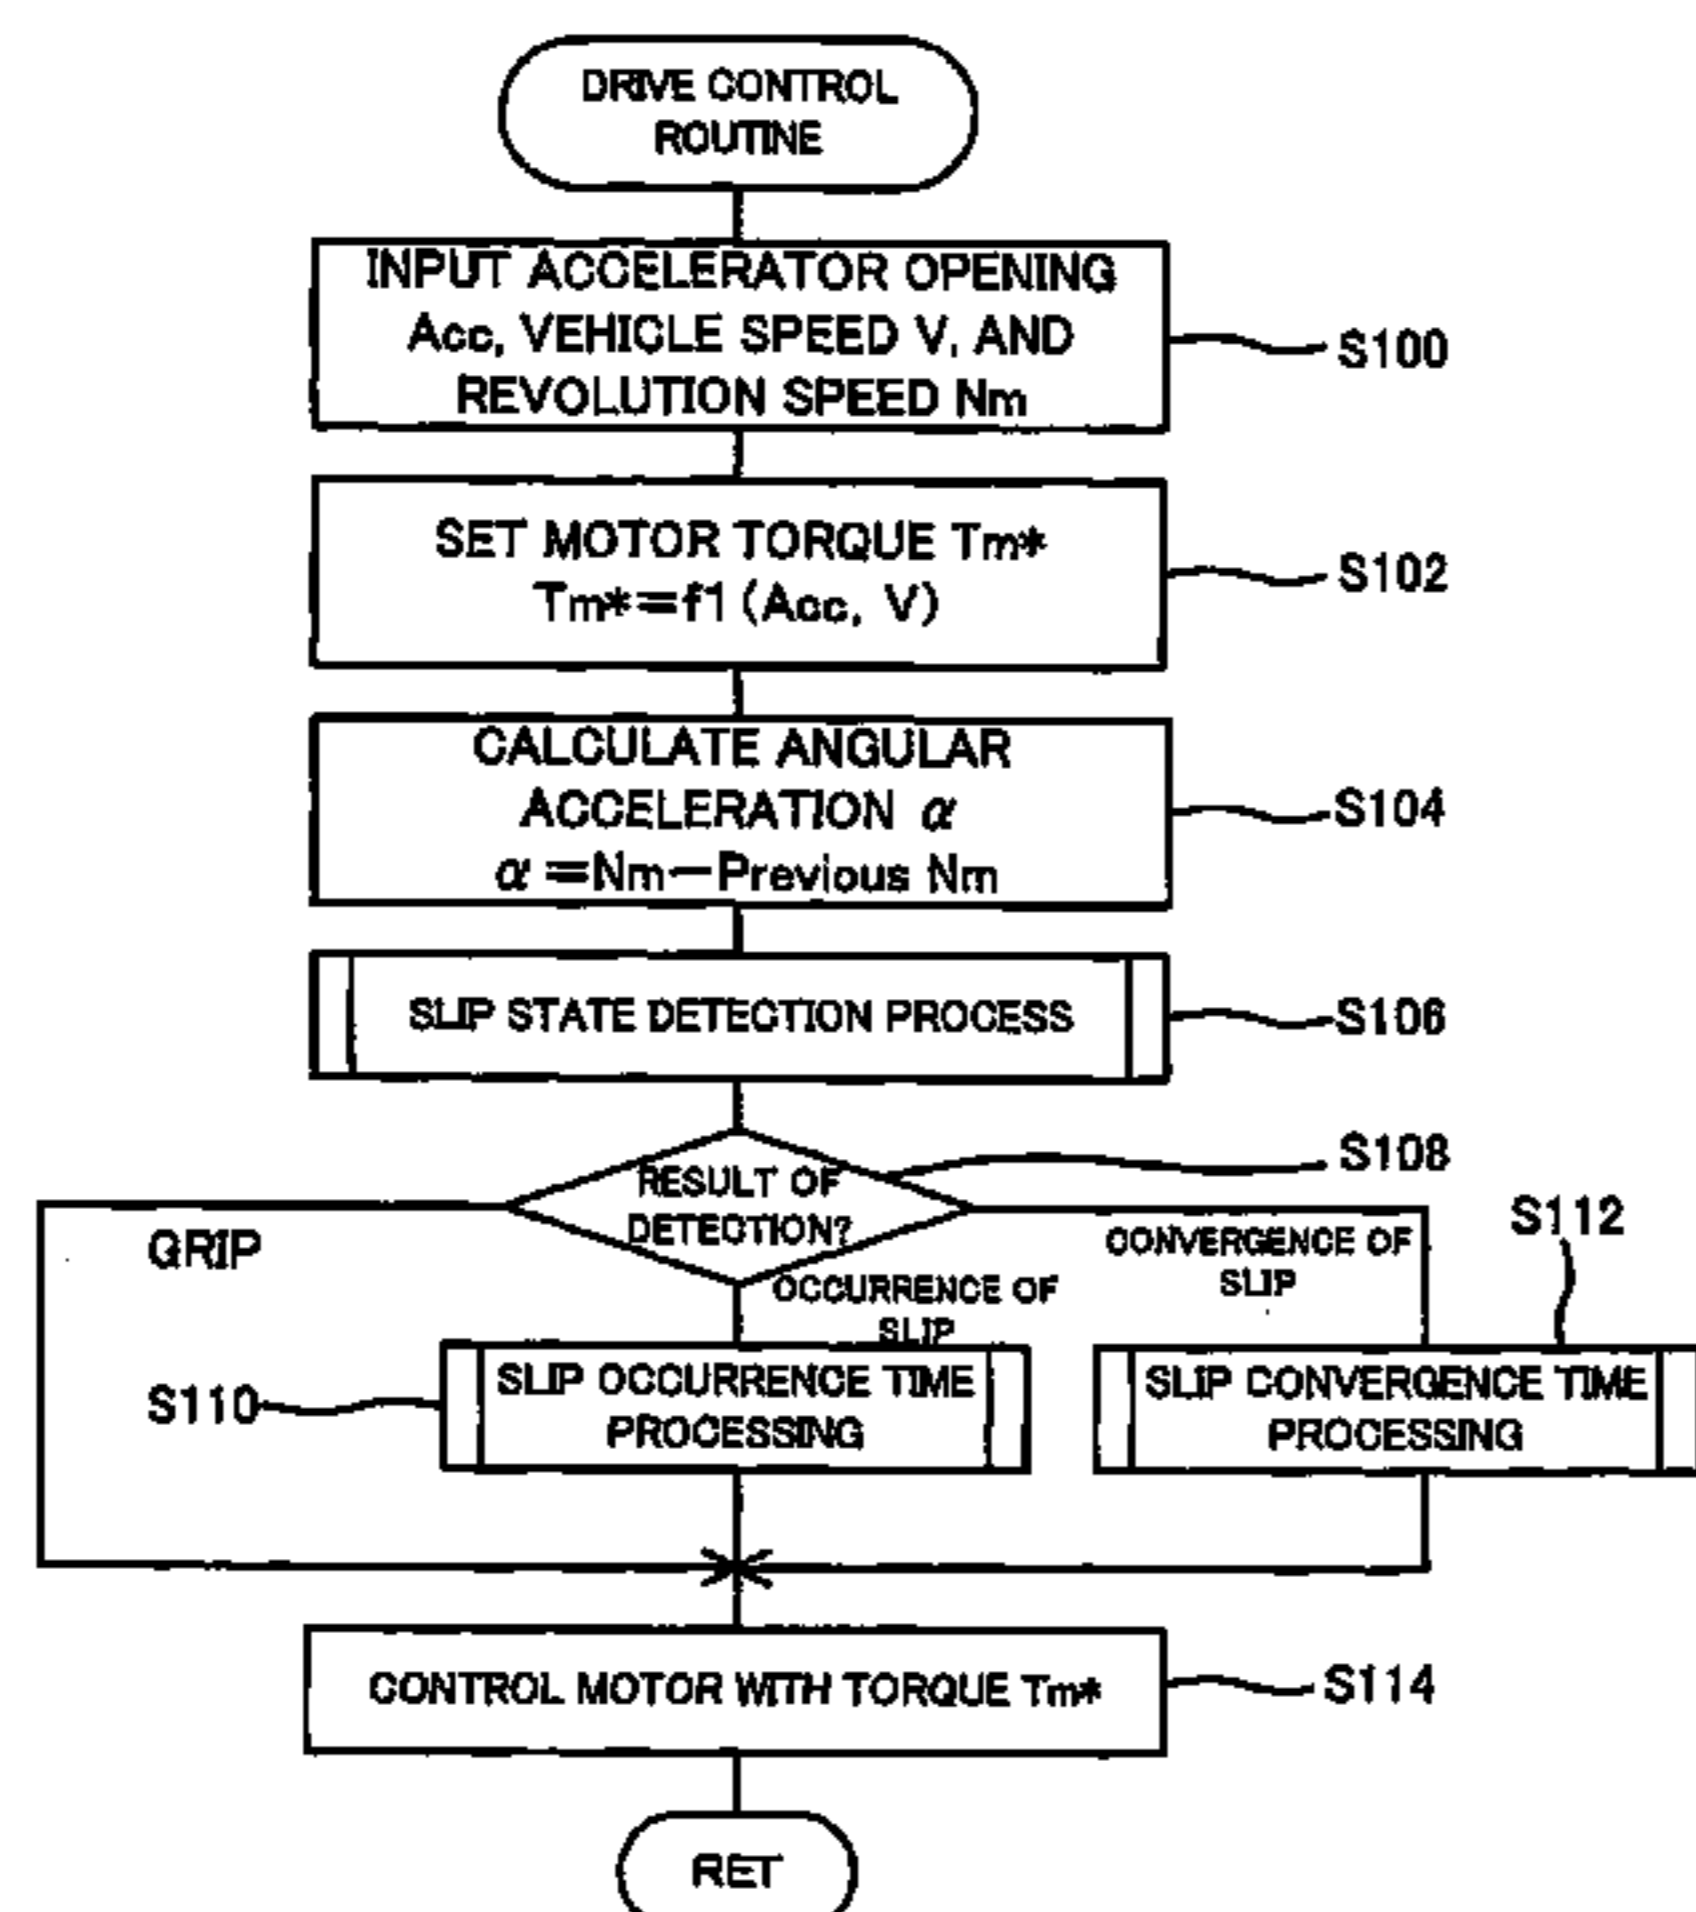 DRIVE CONTROL
ROUTINE
INPUT ACCELERATOR OPENING
Acc, VEHICLE SPEED V, AND
REVOLUTION SPEED Nm
S100
SET MOTOR TORQUE Tm*
Tm*=f1(Acc, V)
S102
CALCULATE ANGULAR
ACCELERATION α
α=Nm-Previous Nm
S104
SLIP STATE DETECTION PROCESS
S106
RESULT OF
DETECTION?
S108
GRIP
OCCURRENCE OF
SLIP
CONVERGENCE OF
SLIP
S112
S110
SLIP OCCURRENCE TIME
PROCESSING
SLIP CONVERGENCE TIME
PROCESSING
CONTROL MOTOR WITH TORQUE Tm*
S114
RET